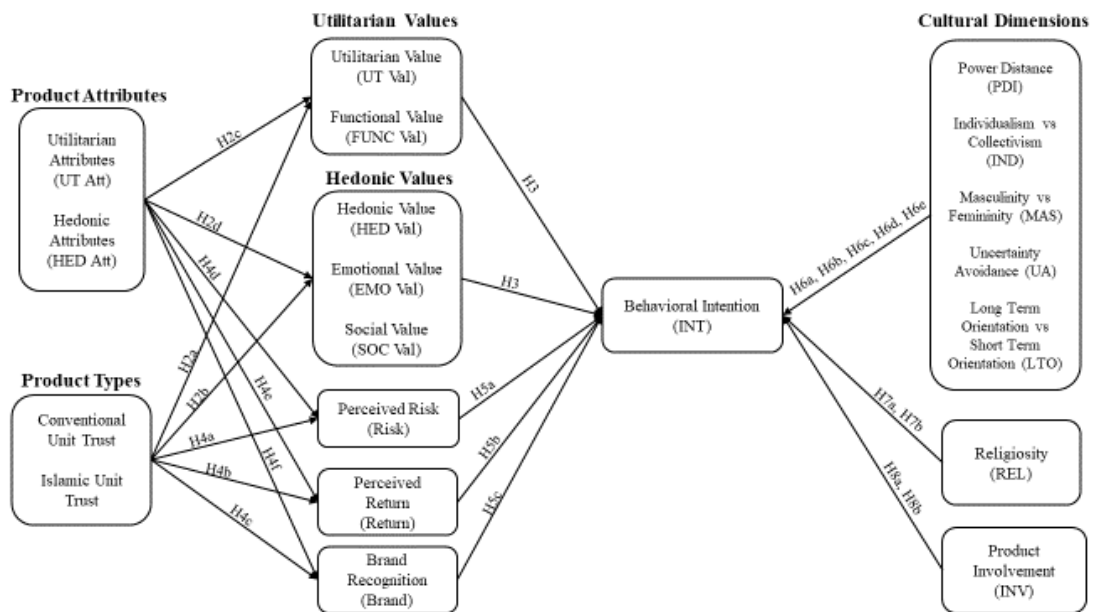 Product Attributes
Utilitarian
Attributes
(UT Att)
Hedonic
Attributes
(HED Att)
Product Types
Conventional
Unit Trust
Islamic Unit
Trust
H2c
H2d
H4d
H2a
H2b
H4e
H4a
H4f
H4b
H4c
Utilitarian Values
Utilitarian Value
(UT Val)
Functional Value
(FUNC Val)
Hedonic Values
Hedonic Value
(HED Val)
Emotional Value
(EMO Val)
Social Value
(SOC Val)
Perceived Risk
(Risk)
Perceived
Return
(Return)
Brand
Recognition
(Brand)
H3
H3
H5a
H5b
H5c
Behavioral Intention
(INT)
H6a, H6b, H6c, H6d, H6e
H7a, H7b
H8a, H8b
Cultural Dimensions
Power Distance
(PDI)
Individualism vs
Collectivism
(IND)
Masculinity vs
Femininity (MAS)
Uncertainty
Avoidance (UA)
Long Term
Orientation vs
Short Term
Orientation (LTO)
Religiosity
(REL)
Product
Involvement
(INV)